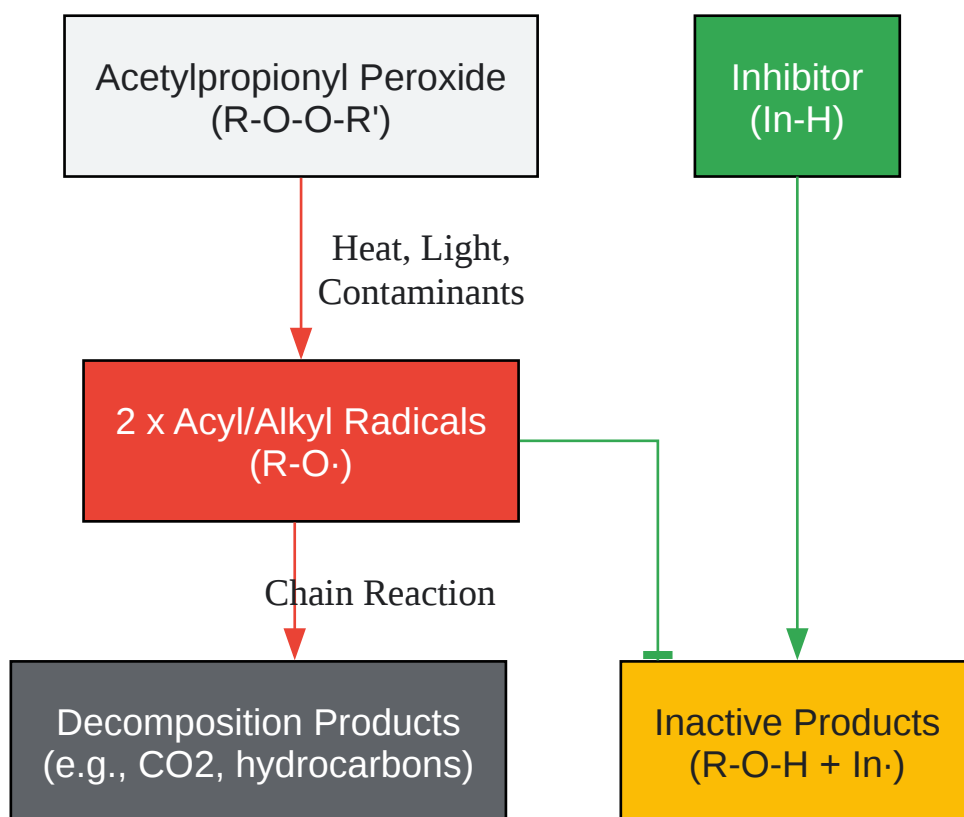 Acetylpropionyl Peroxide
(R-O-O-R')
Inhibitor
(In-H)
Heat, Light,
Contaminants
2 x Acyl/Alkyl Radicals
(R-O·)
Chain Reaction
Decomposition Products
(e.g., CO2, hydrocarbons)
Inactive Products
(R-O-H + In·)